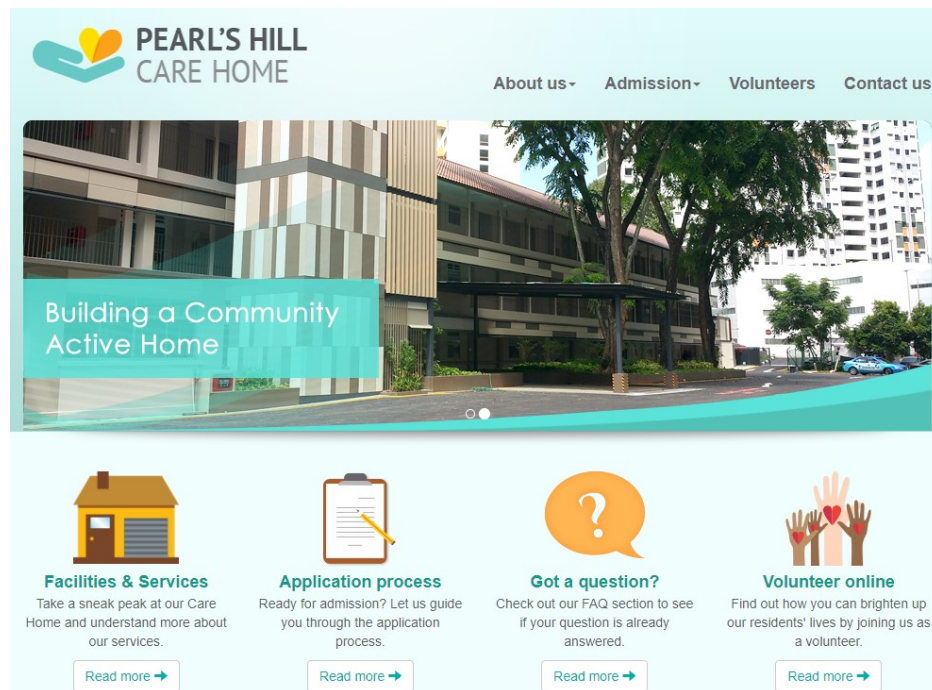 PEARL'S HILL
CARE HOME
About us
Admission
Volunteers
Contact us
Building a Community
Active Home
Facilities & Services
Take a sneak peak at our Care
Home and understand more about
our services.
Read more
Application process
Ready for admission? Let us guide
you through the application
process.
Read more
Got a question?
Check out our FAQ section to see
if your question is already
answered.
Read more
Volunteer online
Find out how you can brighten up
our residents' lives by joining us as
a volunteer.
Read more